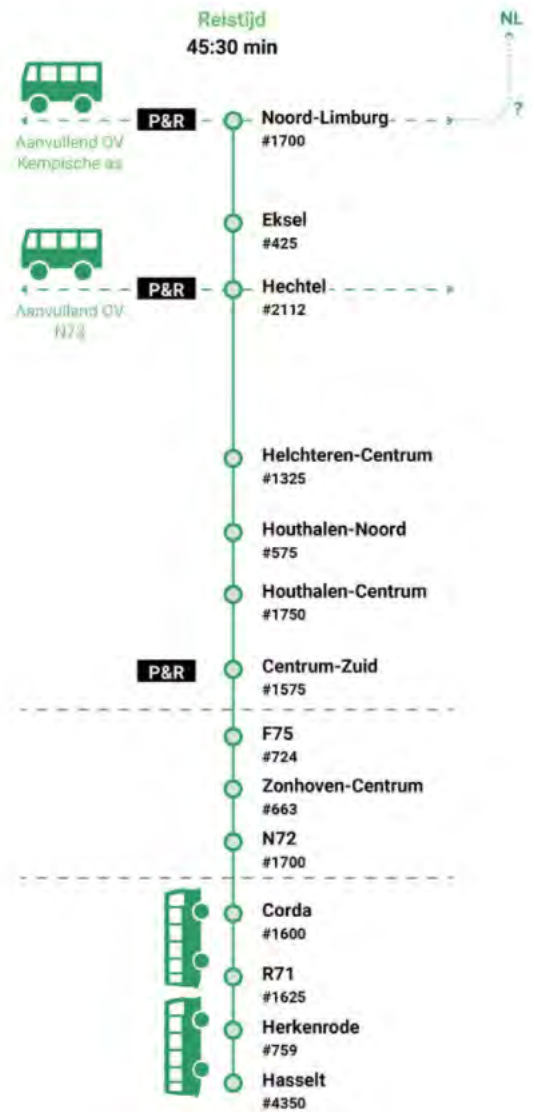 Reistijd
45:30 min
NL
?
P&R
Noord-Limburg
#1700
Aanvullend OV
Kempische as
Eksel
#425
P&R
Hechtel
#2112
Aanvullend OV
N73
Helchteren-Centrum
#1325
Houthalen-Noord
#575
Houthalen-Centrum
#1750
P&R
Centrum-Zuid
#1575
F75
#724
Zonhoven-Centrum
#663
N72
#1700
Corda
#1600
R71
#1625
Herkenrode
#759
Hasselt
#4350